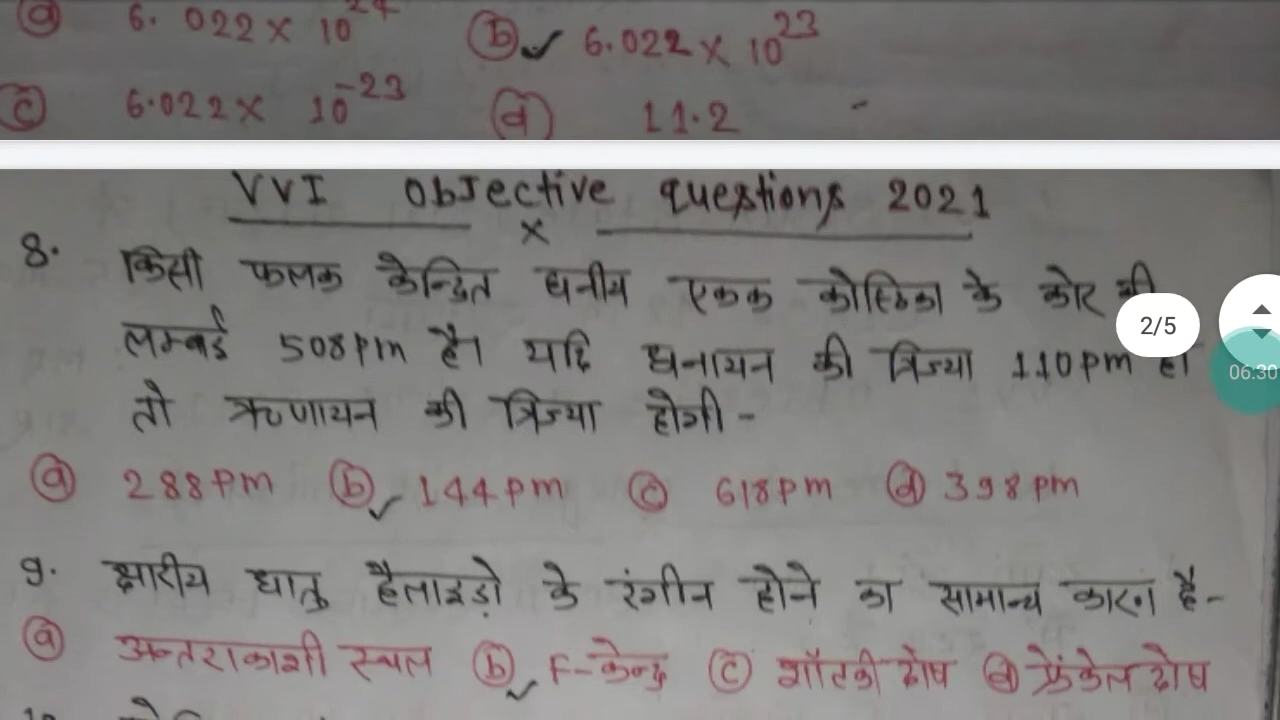 ⓐ 6.022 × 10²⁴ ⓑ✓ 6.022 × 10²³
ⓒ 6.022 × 10⁻²³ ⓓ 11.2
VVI Objective questions 2021
×
8. किसी फलक केन्द्रित घनीय एकक कोष्ठिका के कोर की
लम्बाई 508pm है। यदि धनायन की त्रिज्या 110pm हो
तो ऋणायन की त्रिज्या होगी -
ⓐ 288pm ⓑ✓ 144pm ⓒ 618pm ⓓ 398pm
9. क्षारीय धातु हैलाइडो के रंगीन होने का सामान्य कारण है-
ⓐ अन्तराकाशी स्थल ⓑ✓ F-केन्द्र ⓒ शॉटकी दोष ⓓ फ्रेंकेल दोष
2/5
06:30